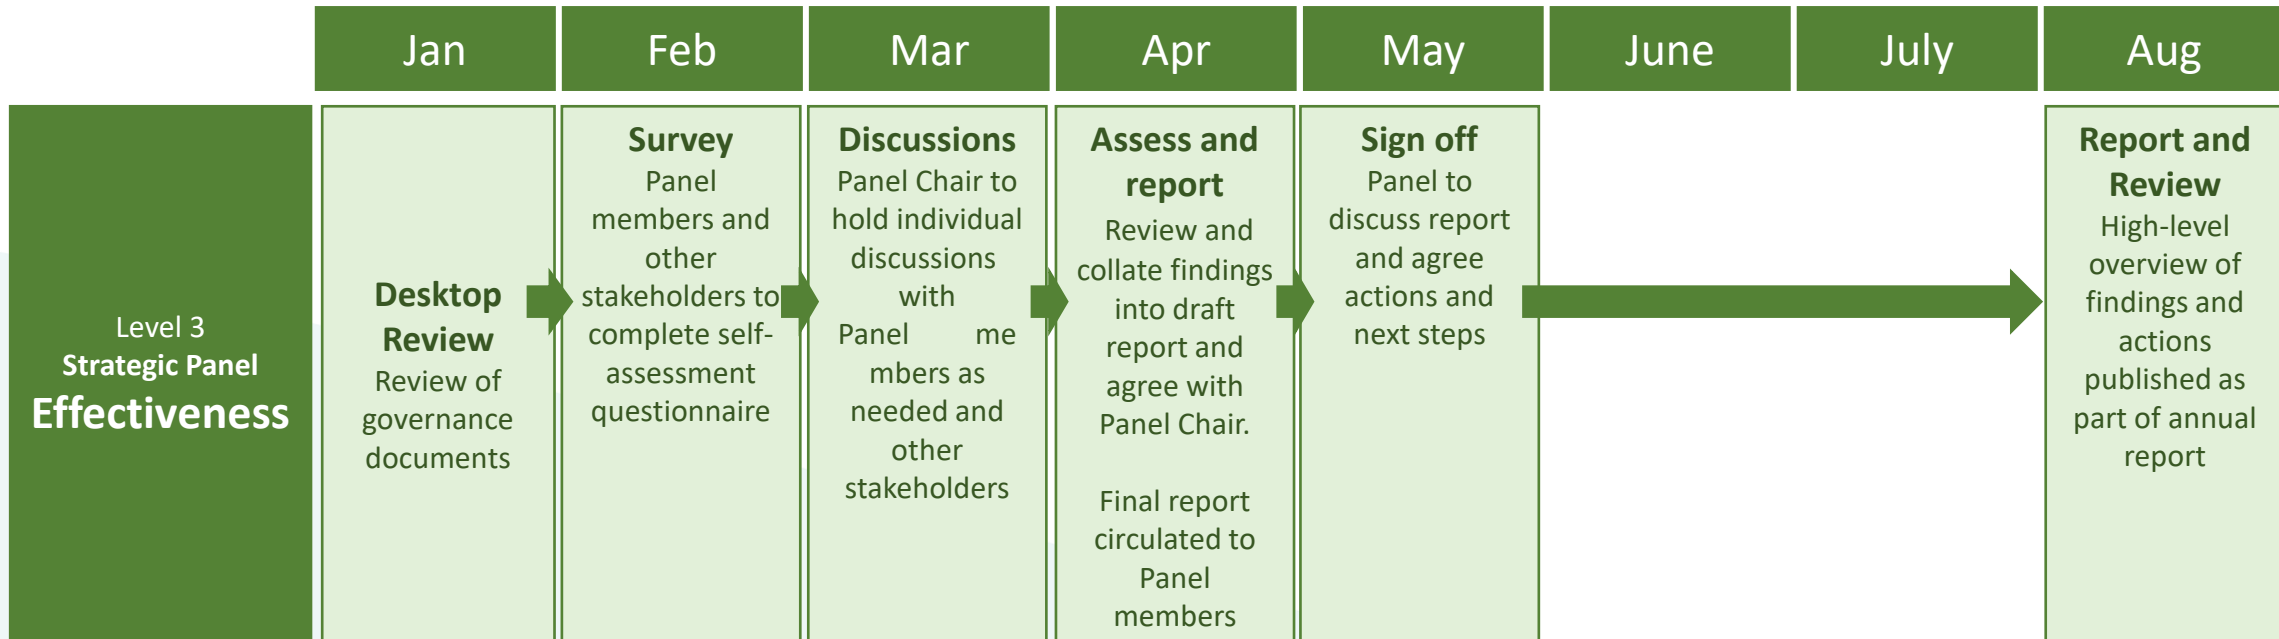 Jan
Feb
Mar
Apr
May
June
July
Aug
Level 3
Strategic Panel
Effectiveness
Desktop
Review
Review of
governance
documents
Survey
Panel
members and
other
stakeholders to
complete self-
assessment
questionnaire
Discussions
Panel Chair to
hold individual
discussions
with
Panel me
mbers as
needed and
other
stakeholders
Assess and
report
Review and
collate findings
into draft
report and
agree with
Panel Chair.
Final report
circulated to
Panel
members
Sign off
Panel to
discuss report
and agree
actions and
next steps
Report and
Review
High-level
overview of
findings and
actions
published as
part of annual
report